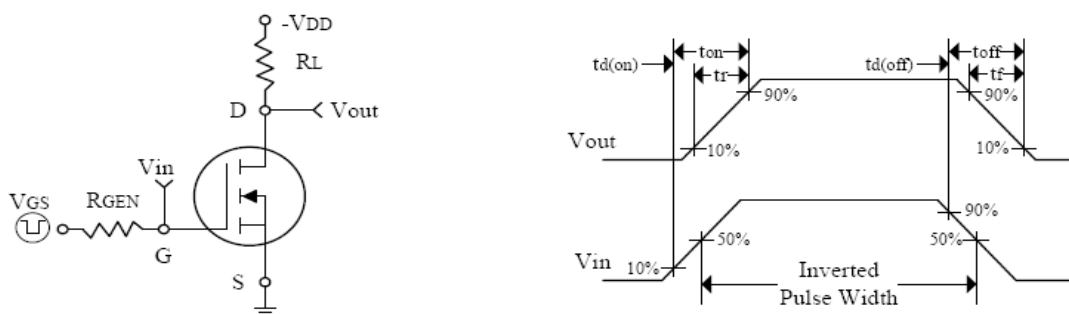 -VDD
RL
D
Vout
Vin
VGS
RGEN
G
S
ton
toff
td(on)
tr
td(off)
tf
90%
90%
Vout
10%
10%
90%
50%
50%
Vin
10%
Inverted
Pulse Width